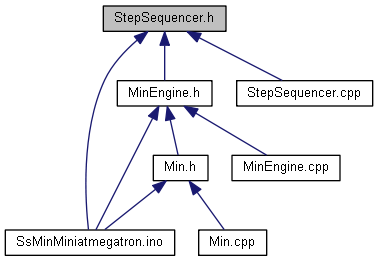 StepSequencer.h
MinEngine.h
StepSequencer.cpp
Min.h
MinEngine.cpp
SsMinMiniatmegatron.ino
Min.cpp